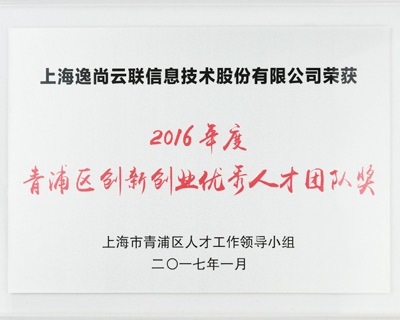 上海逸尚云联信息技术股份有限公司荣获
2016年度
青浦区创新创业优秀人才团队奖
上海市青浦区人才工作领导小组
二〇一七年一月